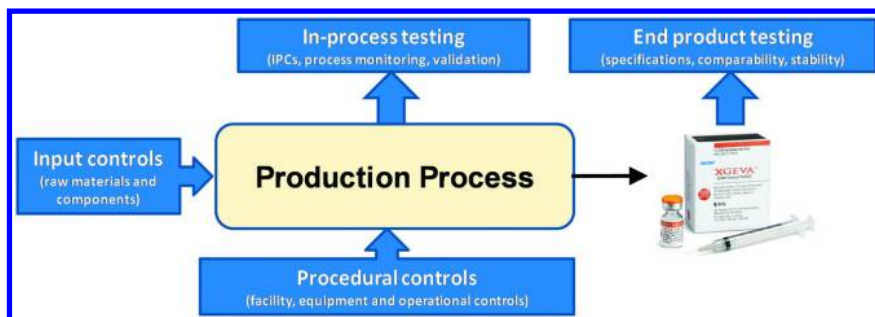 In-process testing
(IPCs, process monitoring, validation)
End product testing
(specifications, comparability, stability)
Input controls
(raw materials and
components)
Production Process
XGEVA
Procedural controls
(facility, equipment and operational controls)